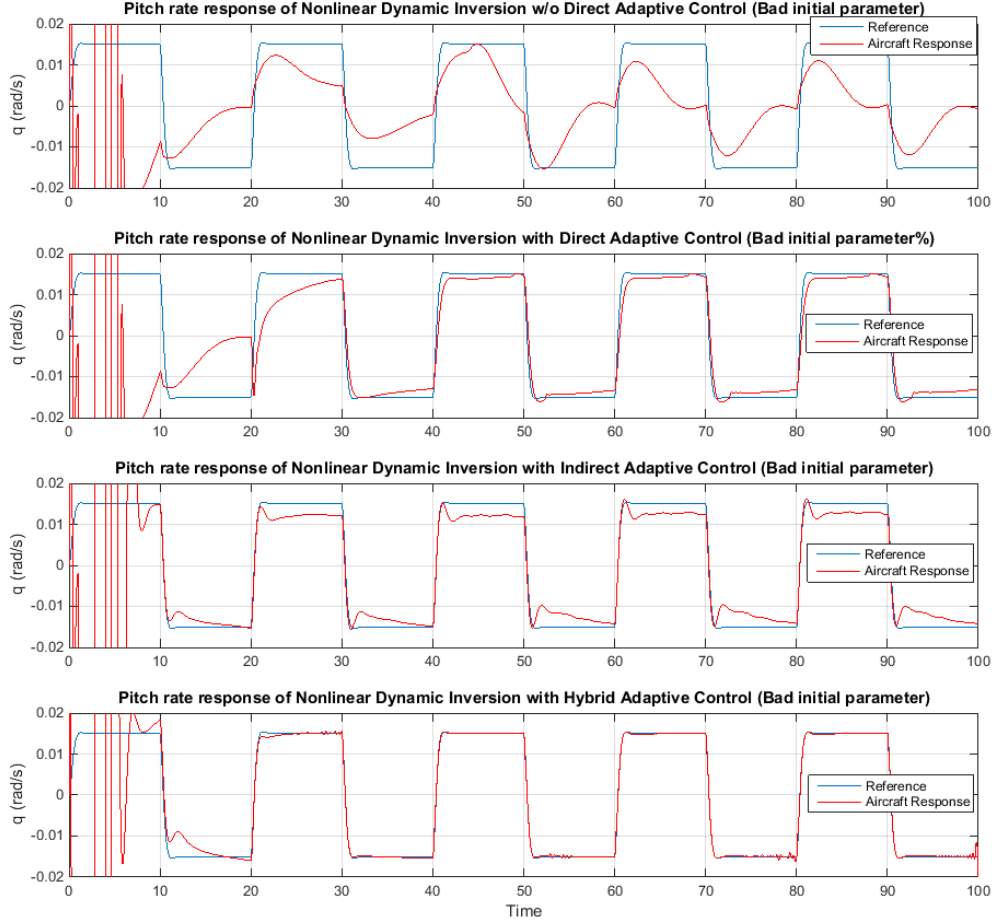 Pitch rate response of Nonlinear Dynamic Inversion w/o Direct Adaptive Control (Bad initial parameter)
q (rad/s)
0.02
0.01
0
-0.01
-0.02
Reference
Aircraft Response
0 10 20 30 40 50 60 70 80 90 100
Time
Pitch rate response of Nonlinear Dynamic Inversion with Direct Adaptive Control (Bad initial parameter%)
q (rad/s)
0.02
0.01
0
-0.01
-0.02
Reference
Aircraft Response
0 10 20 30 40 50 60 70 80 90 100
Pitch rate response of Nonlinear Dynamic Inversion with Indirect Adaptive Control (Bad initial parameter)
q (rad/s)
0.02
0.01
0
-0.01
-0.02
Reference
Aircraft Response
0 10 20 30 40 50 60 70 80 90 100
Pitch rate response of Nonlinear Dynamic Inversion with Hybrid Adaptive Control (Bad initial parameter)
q (rad/s)
0.02
0.01
0
-0.01
-0.02
Reference
Aircraft Response
0 10 20 30 40 50 60 70 80 90 100
Time